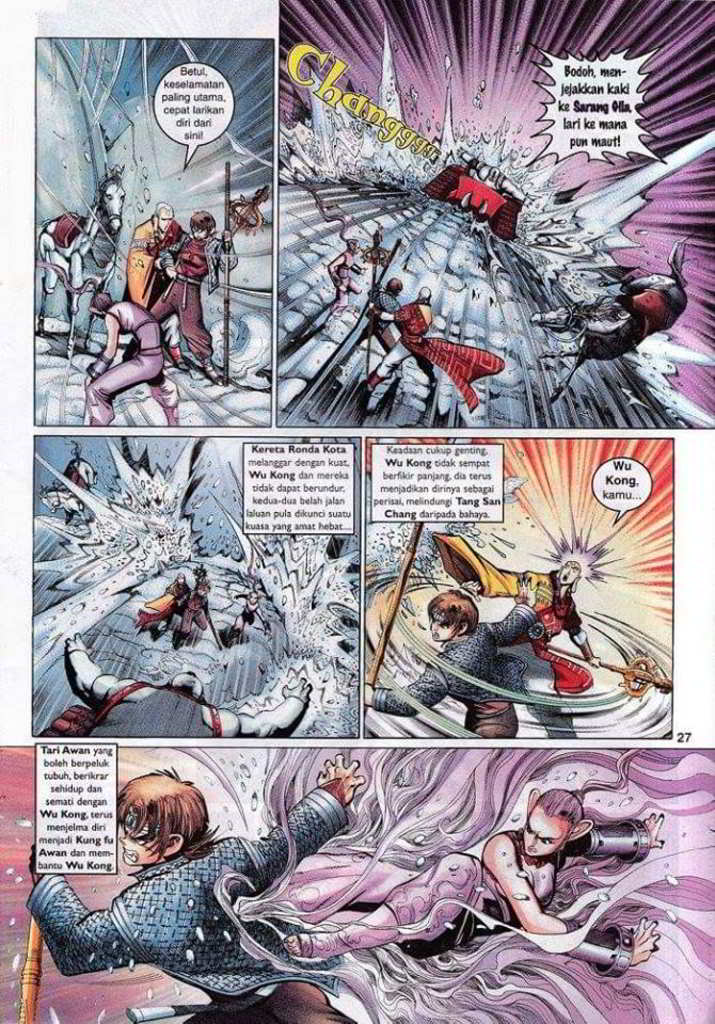 Betul,
keselamatan
paling utama,
cepat larikan
diri dari
sini!
Changggg
Bodoh, men-
jejakkan kaki
ke Sarang Olla,
lari ke mana
pun maut!
Kereta Ronda Kota
melanggar dengan kuat,
Wu Kong dan mereka
tidak dapat berundur,
kedua-dua belah jalan
laluan pula dikunci suatu
kuasa yang amat hebat...
Keadaan cukup genting,
Wu Kong tidak sempat
berfikir panjang, dia terus
menjadikan dirinya sebagai
perisai, melindungi Tang San
Chang daripada bahaya.
Wu
Kong,
kamu...
27
Tari Awan yang
boleh berpadu
tubuh, berikrar
sehidup dan
semati dengan
Wu Kong, terus
menjelma diri
menjadi Kung fu
Awan dan mem-
bantu Wu Kong.